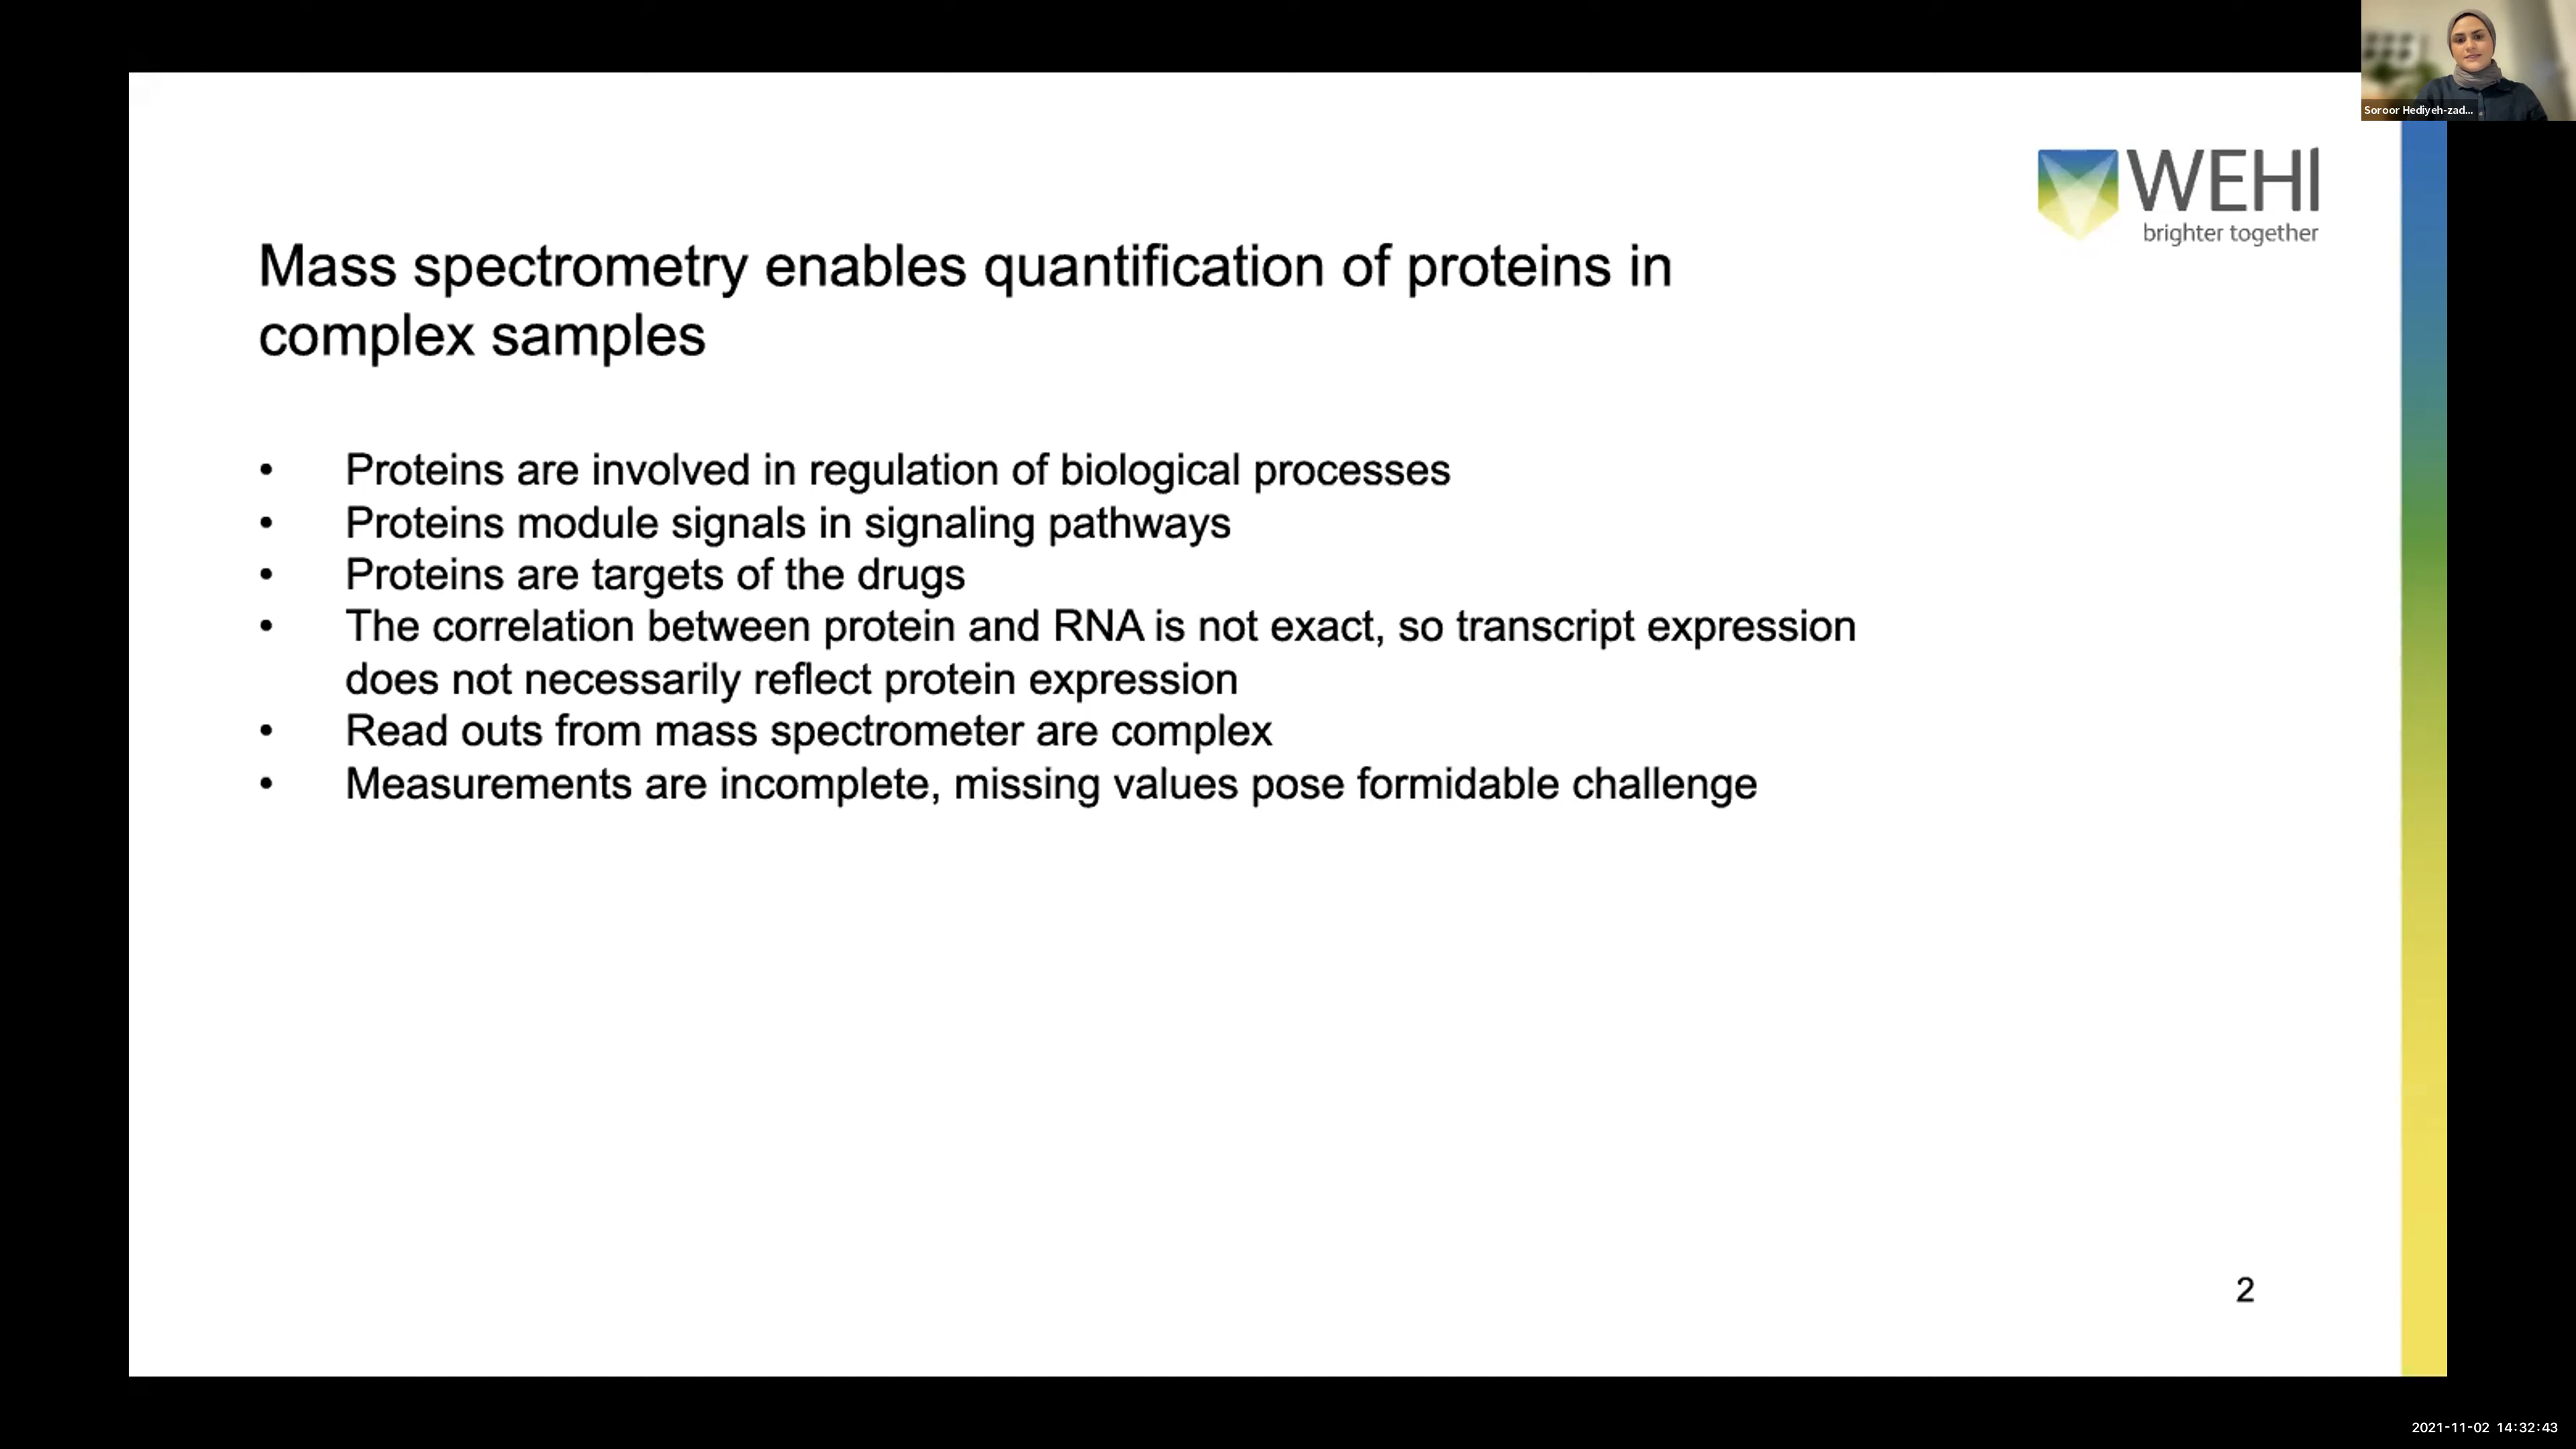 Soroor Hediyeh-zad...
WEHI
brighter together
Mass spectrometry enables quantification of proteins in
complex samples
• Proteins are involved in regulation of biological processes
• Proteins module signals in signaling pathways
• Proteins are targets of the drugs
• The correlation between protein and RNA is not exact, so transcript expression
does not necessarily reflect protein expression
• Read outs from mass spectrometer are complex
• Measurements are incomplete, missing values pose formidable challenge
2
2021-11-02 14:32:43